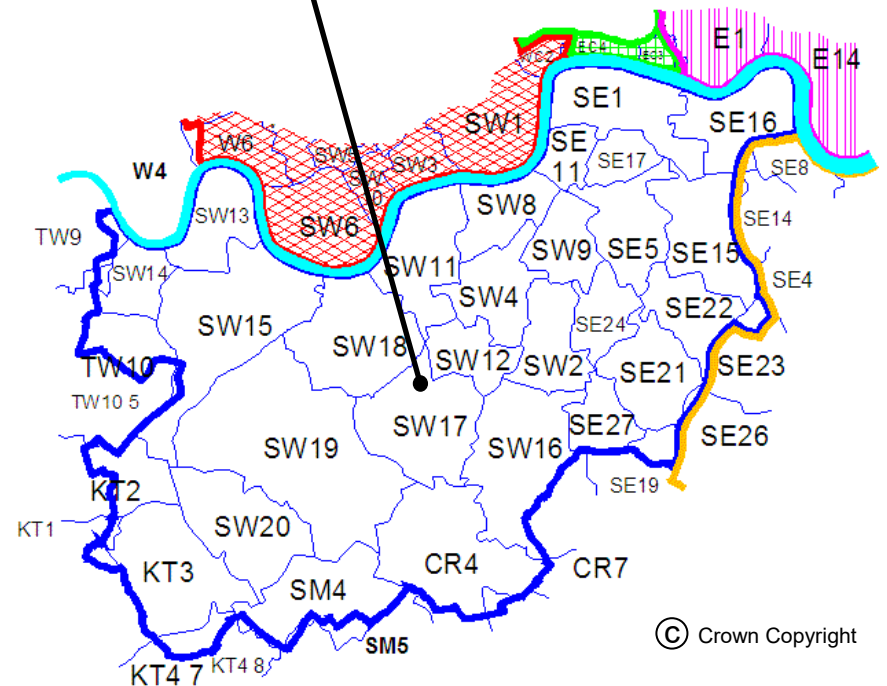 E1
E14
WC2
EC4
EC3
SE1
SW1
SE16
W6
SW5
SW3
SW1
0
SE
11
SE17
W4
SE8
SW13
SW6
SW8
SE14
TW9
SW14
SW11
SW9
SE5
SE15
SE4
SW15
SW4
SE22
SE24
SW18
SW12
SW2
TW10
SE21
SE23
TW10 5
SW17
SE27
SE26
SW19
SW16
KT2
SE19
KT1
SW20
KT3
CR4
CR7
SM4
SM5
KT4 7
KT4 8
© Crown Copyright